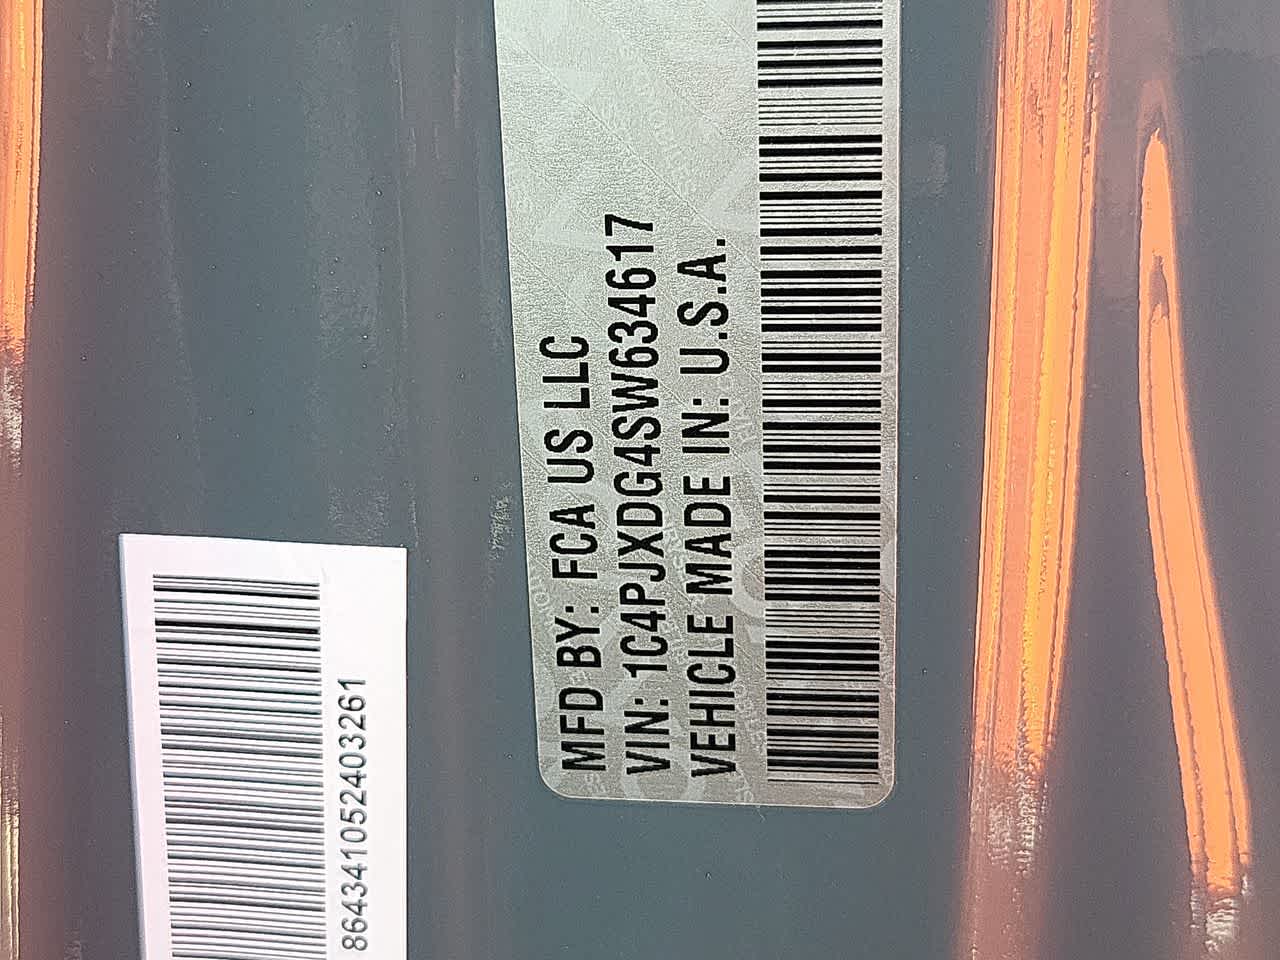 MFD BY: FCA US LLC
VIN: 1C4PJXDG4SW634617
VEHICLE MADE IN: U.S.A.
864341052403261